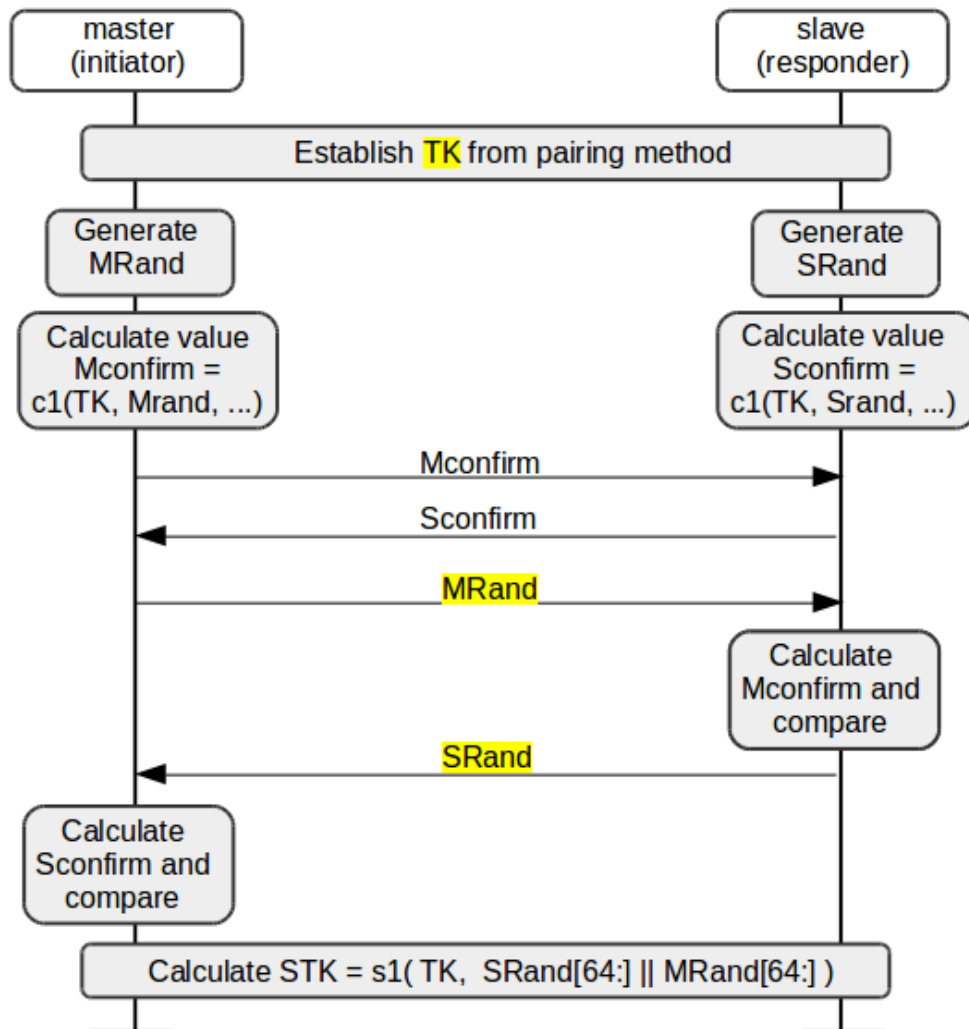 master
(initiator)
slave
(responder)
Establish TK from pairing method
Generate
MRand
Generate
SRand
Calculate value
Mconfirm =
c1(TK, Mrand, ...)
Calculate value
Sconfirm =
c1(TK, Srand, ...)
Mconfirm
Sconfirm
MRand
Calculate
Mconfirm and
compare
SRand
Calculate
Sconfirm and
compare
Calculate STK = s1( TK, SRand[64:] || MRand[64:] )